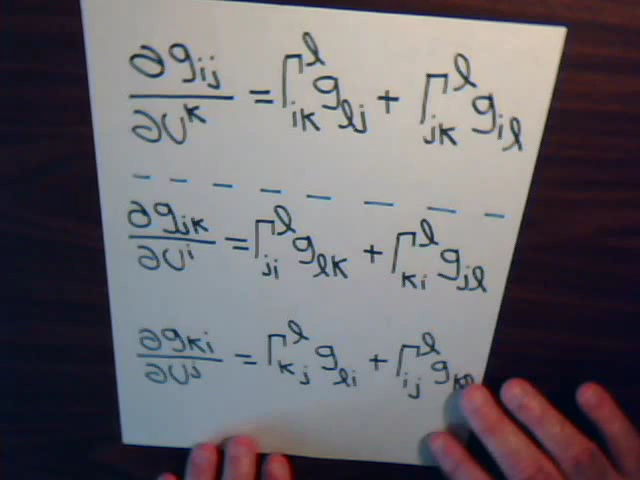 ∂g_ij/∂U^k = Γ^l_ik g_lj + Γ^l_jk g_il
∂g_jk/∂U^i = Γ^l_ji g_lk + Γ^l_ki g_jl
∂g_ki/∂U^j = Γ^l_kj g_li + Γ^l_ij g_kl